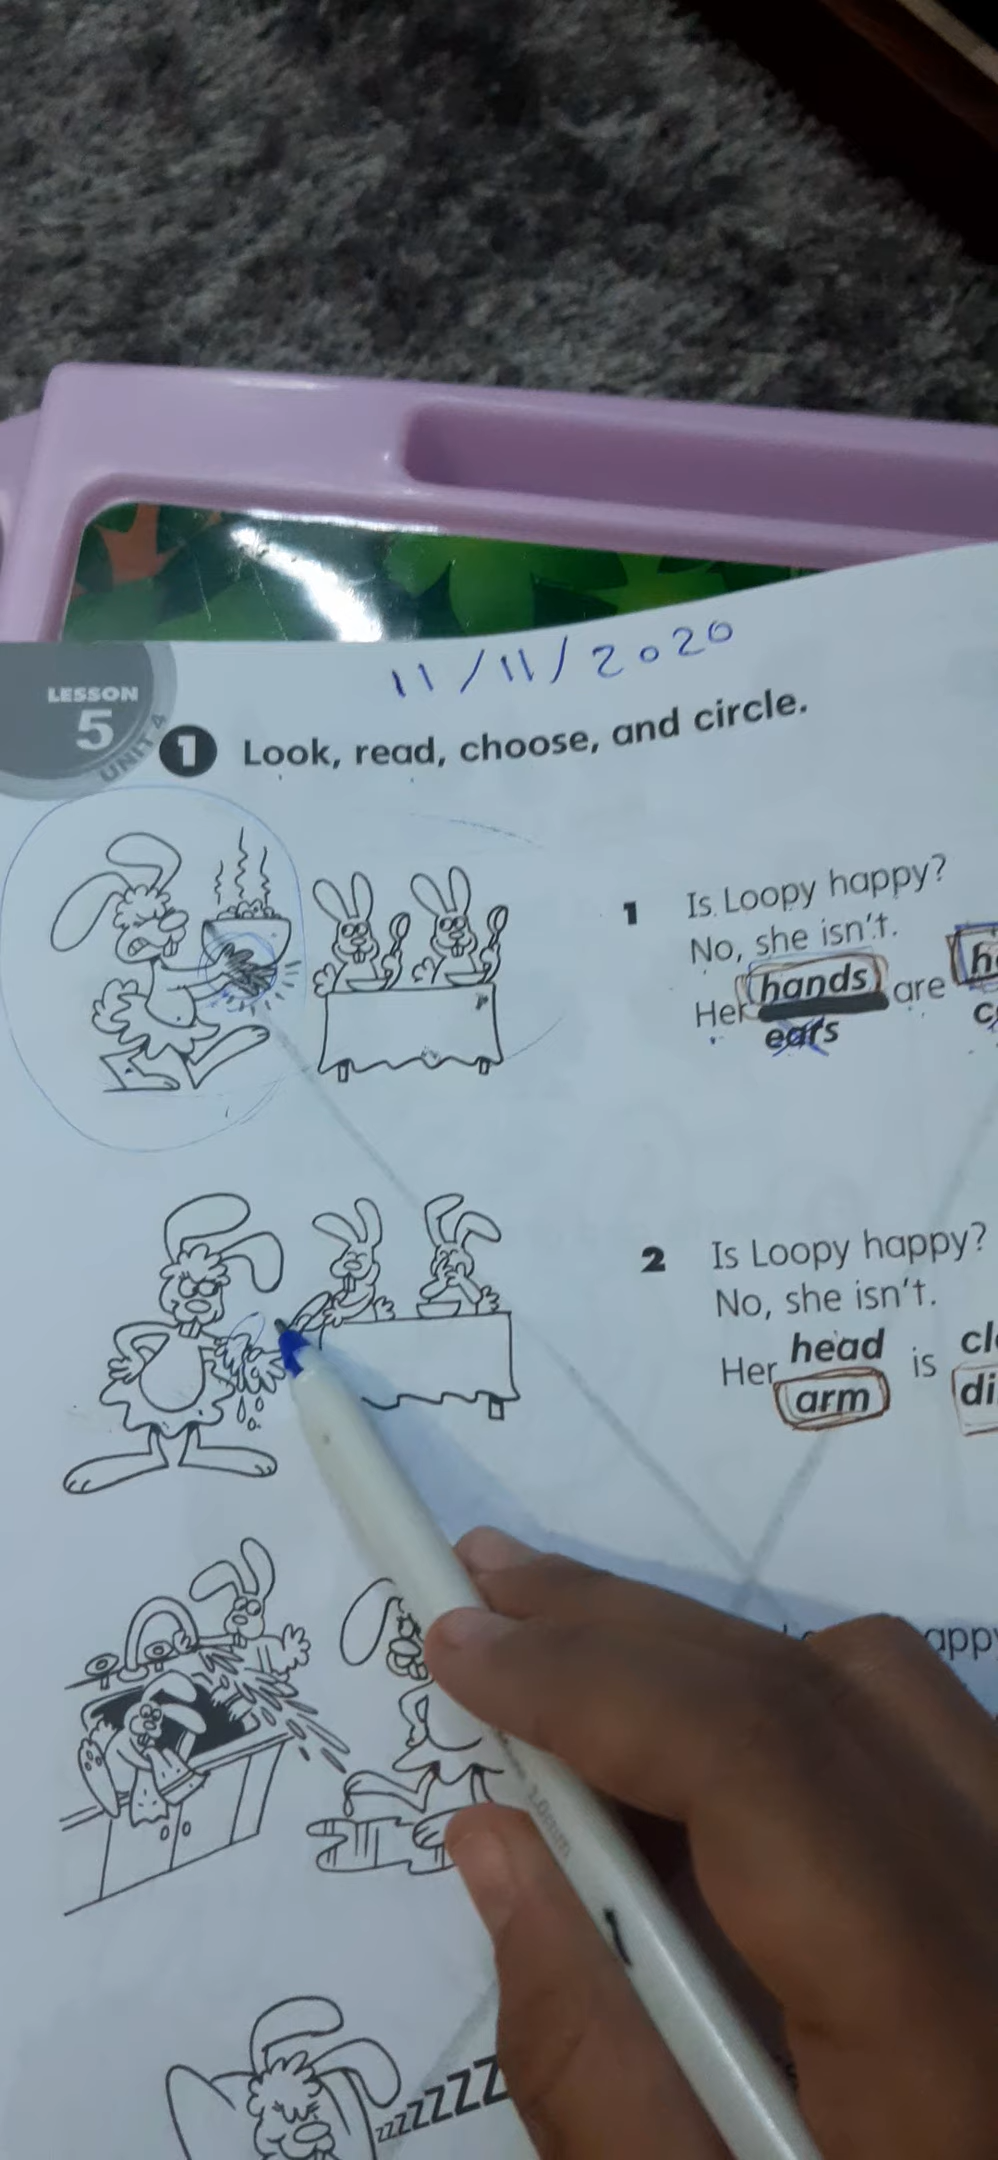 11/11/2020
LESSON
5
UNIT 4
1 Look, read, choose, and circle.
1 Is Loopy happy?
No, she isn't.
Her hands are
ears
2 Is Loopy happy?
No, she isn't.
head
Her is
arm
zzzZZZZ